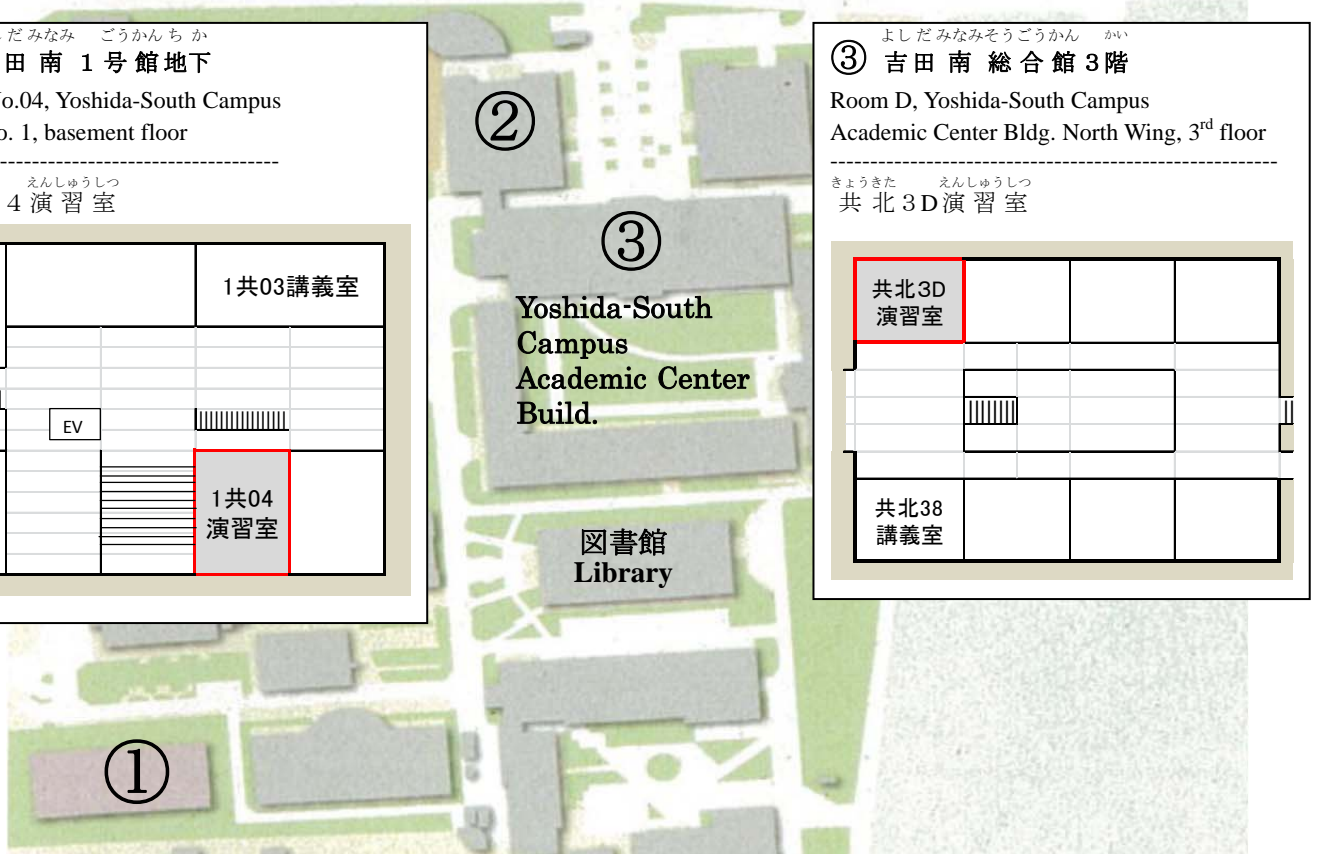 だみなみ ごうかんちか
田南1号館地下
o.04, Yoshida-South Campus
o. 1, basement floor
えんしゅうしつ
4演習室
1共03講義室
EV
1共04
演習室
②
③
Yoshida-South
Campus
Academic Center
Build.
図書館
Library
①
よしだみなみそうごうかん かい
③ 吉田南総合館3階
Room D, Yoshida-South Campus
Academic Center Bldg. North Wing, 3rd floor
きょうきた えんしゅうしつ
共北3D演習室
共北3D
演習室
共北38
講義室